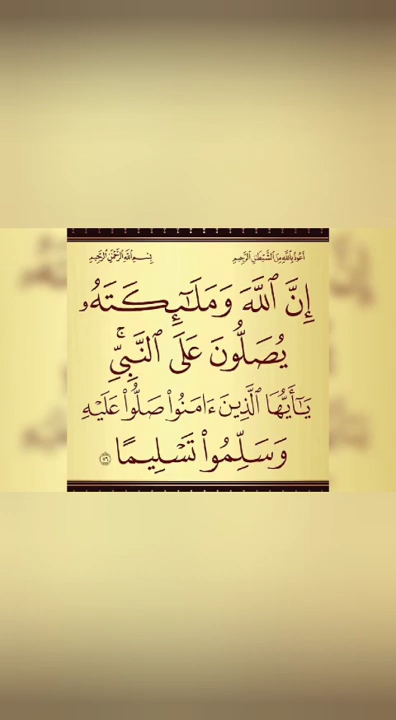 أعوذ بالله من الشيطن الرجيم بسم الله الرحمن الرحيم
إِنَّ ٱللَّهَ وَمَلَـٰٓئِكَتَهُۥ
يُصَلُّونَ عَلَى ٱلنَّبِيِّۚ
يَـٰٓأَيُّهَا ٱلَّذِينَ ءَامَنُوا۟ صَلُّوا۟ عَلَيْهِ
وَسَلِّمُوا۟ تَسْلِيمًا ٥٦